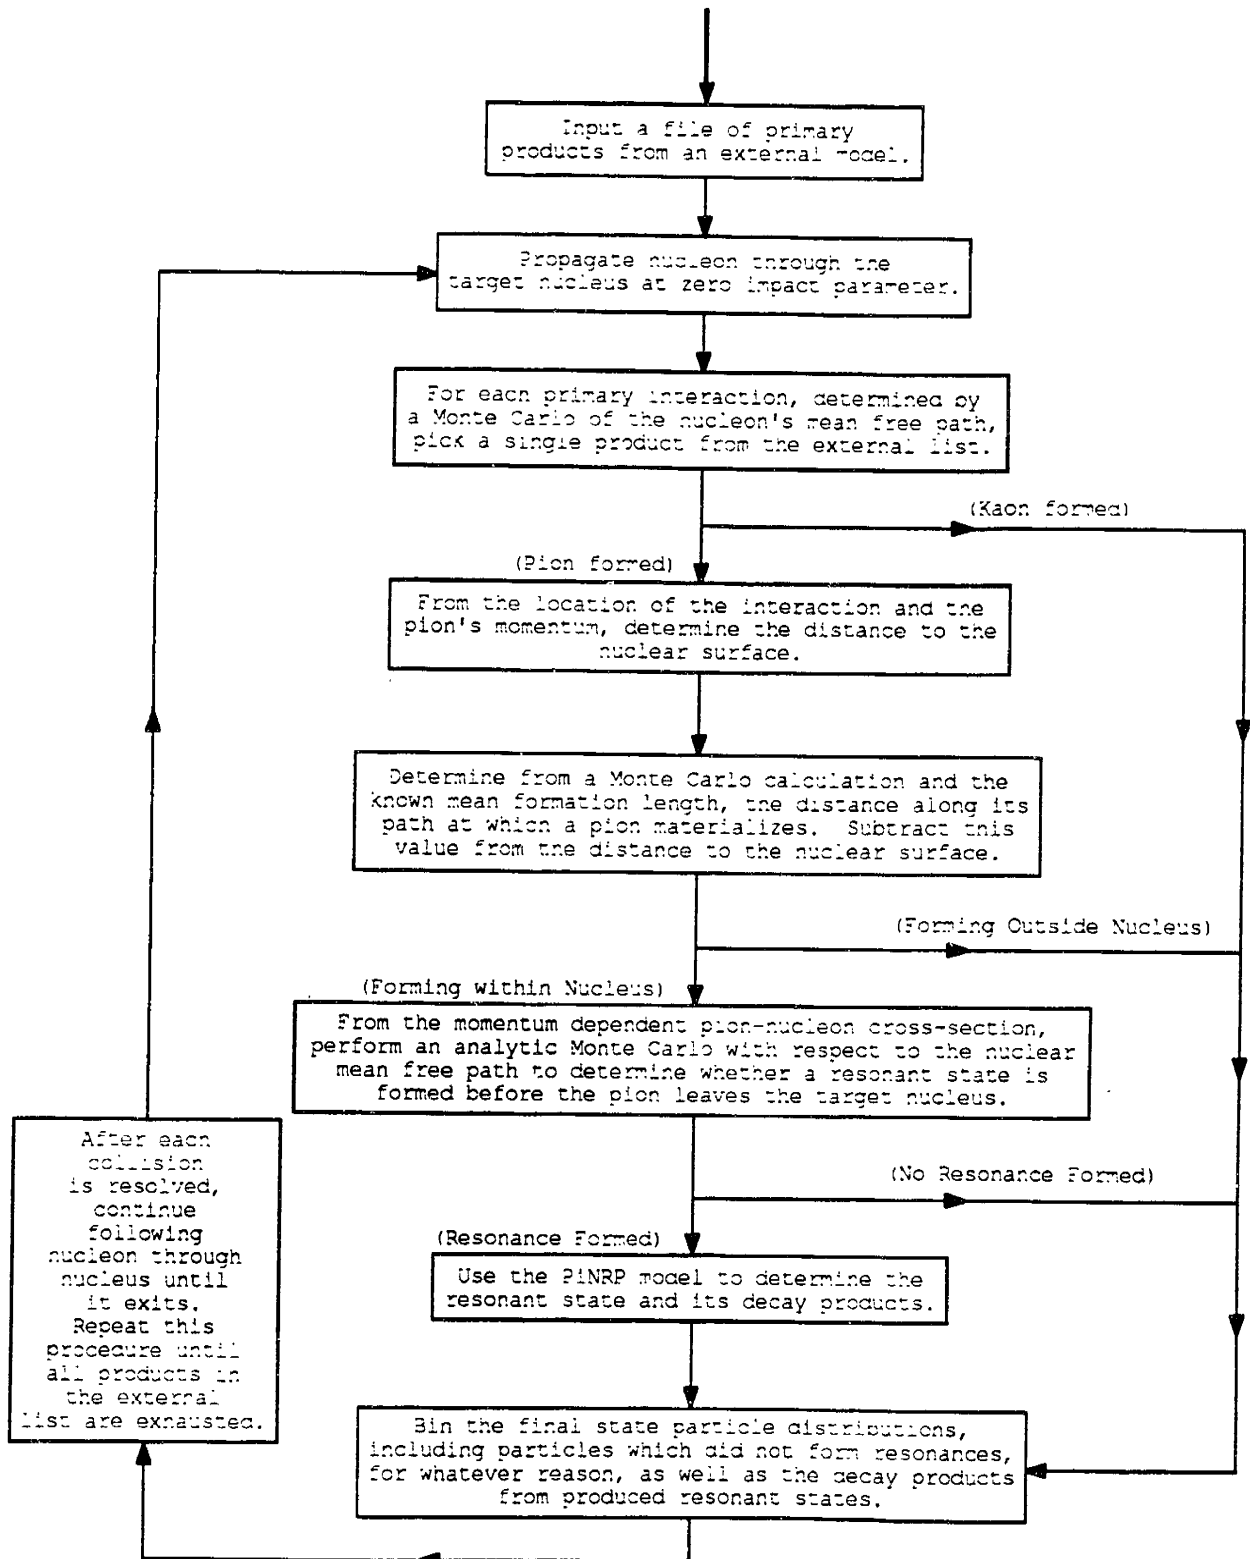 Input a file of primary
products from an external model.
Propagate nucleon through the
target nucleus at zero impact parameter.
For each primary interaction, determined by
a Monte Carlo of the nucleon's mean free path,
pick a single product from the external list.
(Kaon formed)
(Pion formed)
From the location of the interaction and the
pion's momentum, determine the distance to the
nuclear surface.
Determine from a Monte Carlo calculation and the
known mean formation length, the distance along its
path at which a pion materializes. Subtract this
value from the distance to the nuclear surface.
(Forming Outside Nucleus)
(Forming within Nucleus)
From the momentum dependent pion-nucleon cross-section,
perform an analytic Monte Carlo with respect to the nuclear
mean free path to determine whether a resonant state is
formed before the pion leaves the target nucleus.
After each
collision
is resolved,
continue
following
nucleon through
nucleus until
it exits.
Repeat this
procedure until
all products in
the external
list are exhausted.
(No Resonance Formed)
(Resonance Formed)
Use the PiNRP model to determine the
resonant state and its decay products.
Bin the final state particle distributions,
including particles which did not form resonances,
for whatever reason, as well as the decay products
from produced resonant states.